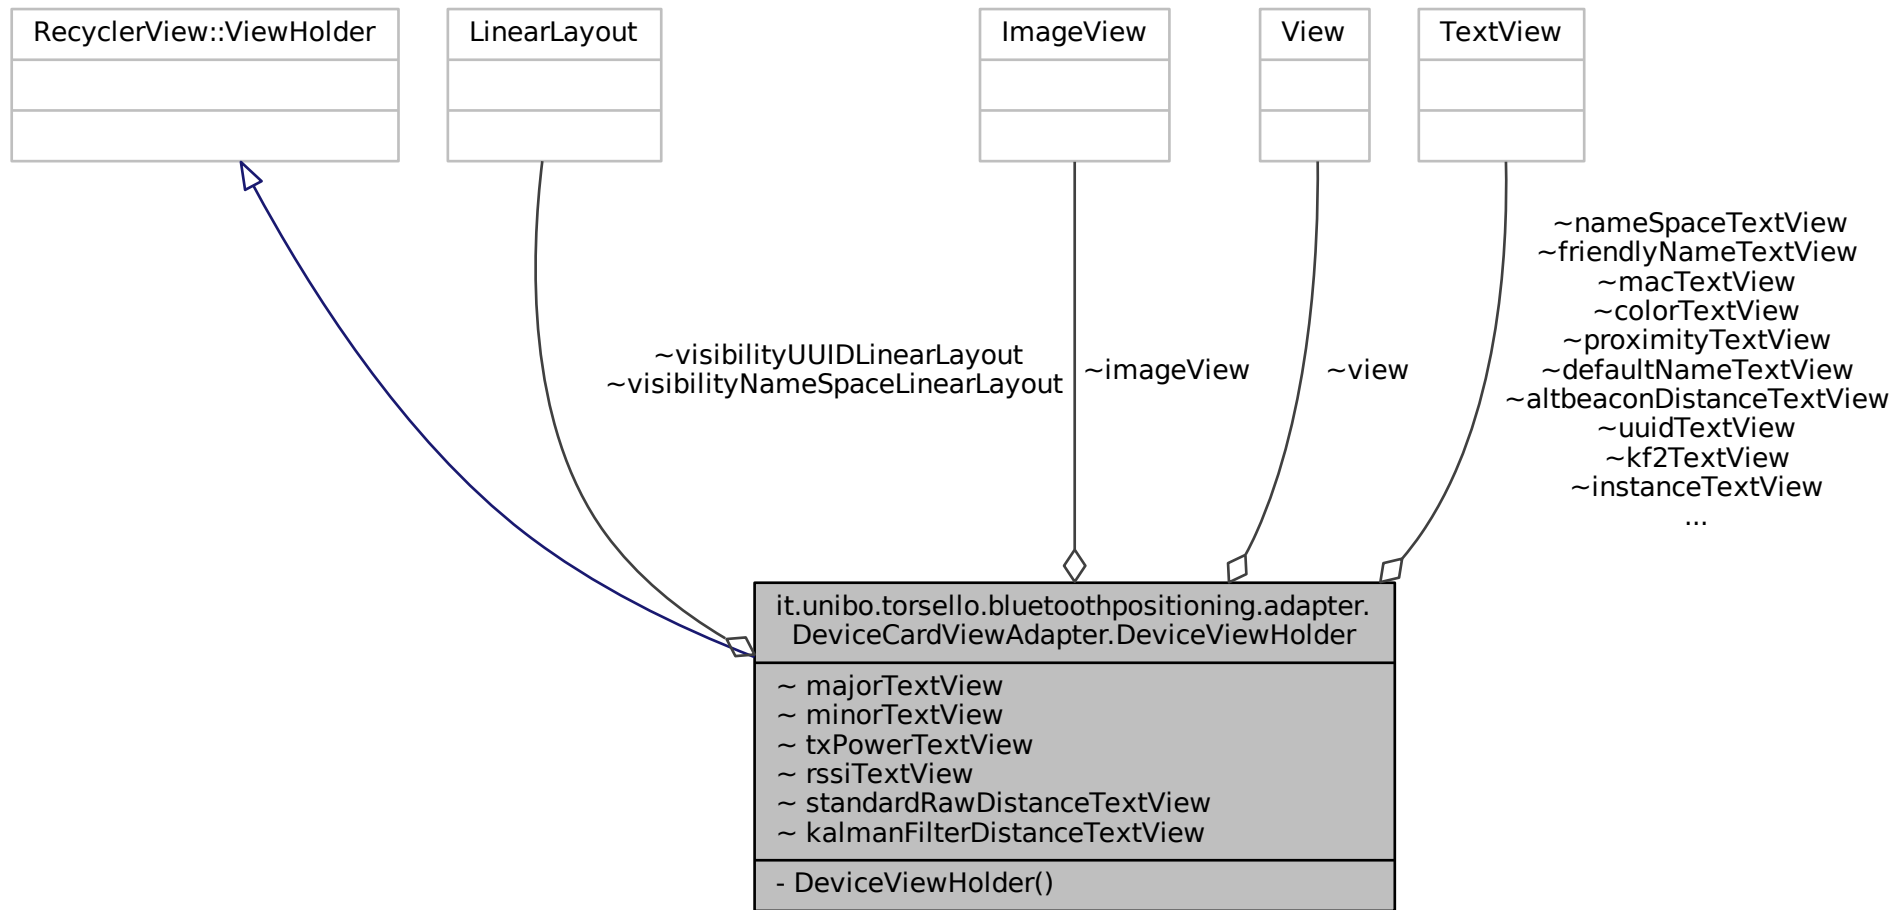 RecyclerView::ViewHolder
LinearLayout
ImageView
View
TextView
~nameSpaceTextView
~friendlyNameTextView
~macTextView
~colorTextView
~proximityTextView
~defaultNameTextView
~altbeaconDistanceTextView
~uuidTextView
~kf2TextView
~instanceTextView
...
~visibilityUUIDLinearLayout
~visibilityNameSpaceLinearLayout
~imageView
~view
it.unibo.torsello.bluetoothpositioning.adapter.
DeviceCardViewAdapter.DeviceViewHolder
~ majorTextView
~ minorTextView
~ txPowerTextView
~ rssiTextView
~ standardRawDistanceTextView
~ kalmanFilterDistanceTextView
- DeviceViewHolder()